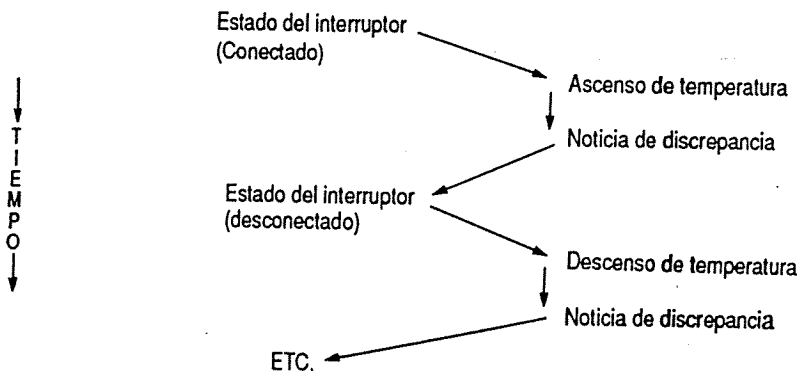 Estado del interruptor
(Conectado)
Ascenso de temperatura
Noticia de discrepancia
TIEMPO
Estado del interruptor
(desconectado)
Descenso de temperatura
Noticia de discrepancia
ETC.